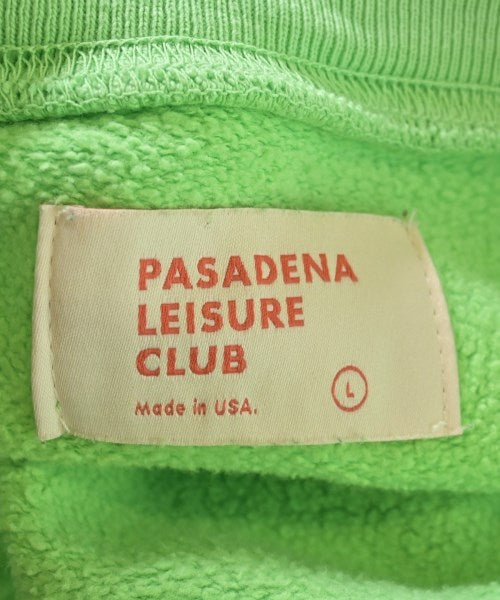 PASADENA
LEISURE
CLUB
Made in USA.
L